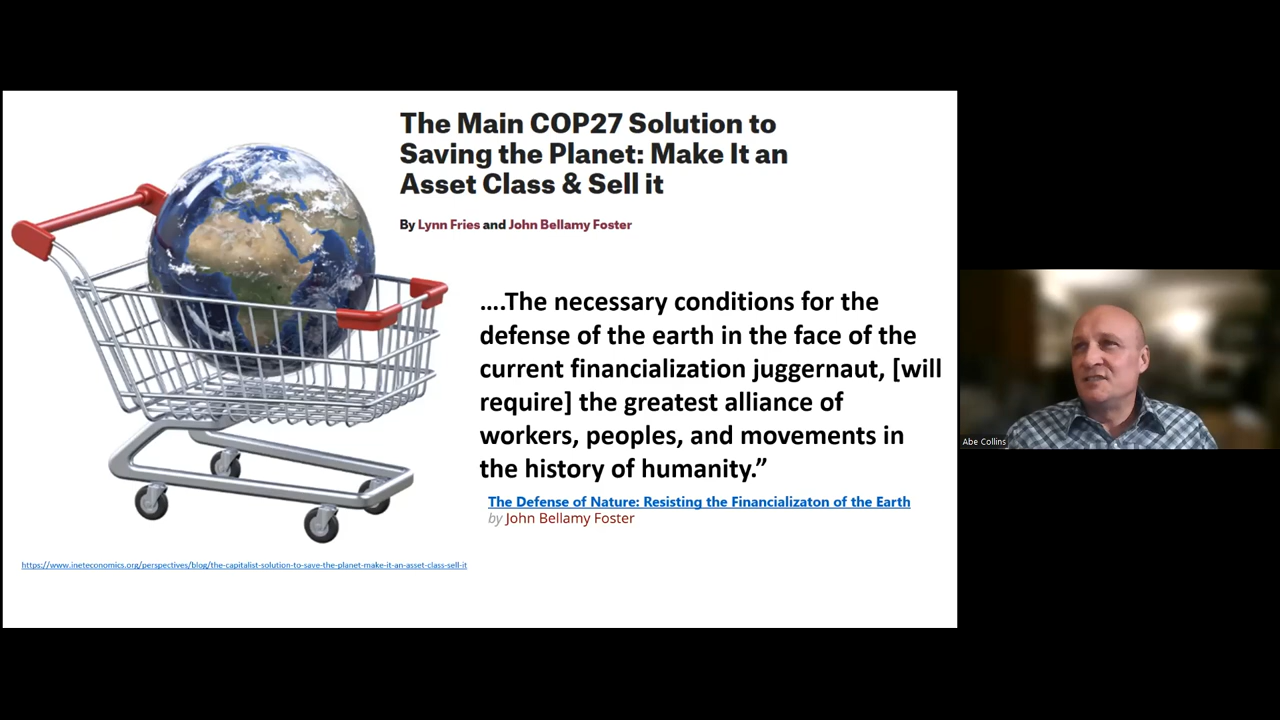 The Main COP27 Solution to
Saving the Planet: Make It an
Asset Class & Sell it
By Lynn Fries and John Bellamy Foster
….The necessary conditions for the
defense of the earth in the face of the
current financialization juggernaut, [will
require] the greatest alliance of
workers, peoples, and movements in
the history of humanity.”
The Defense of Nature: Resisting the Financializaton of the Earth
by John Bellamy Foster
https://www.ineteconomics.org/perspectives/blog/the-capitalist-solution-to-save-the-planet-make-it-an-asset-class-sell-it
Abe Collins